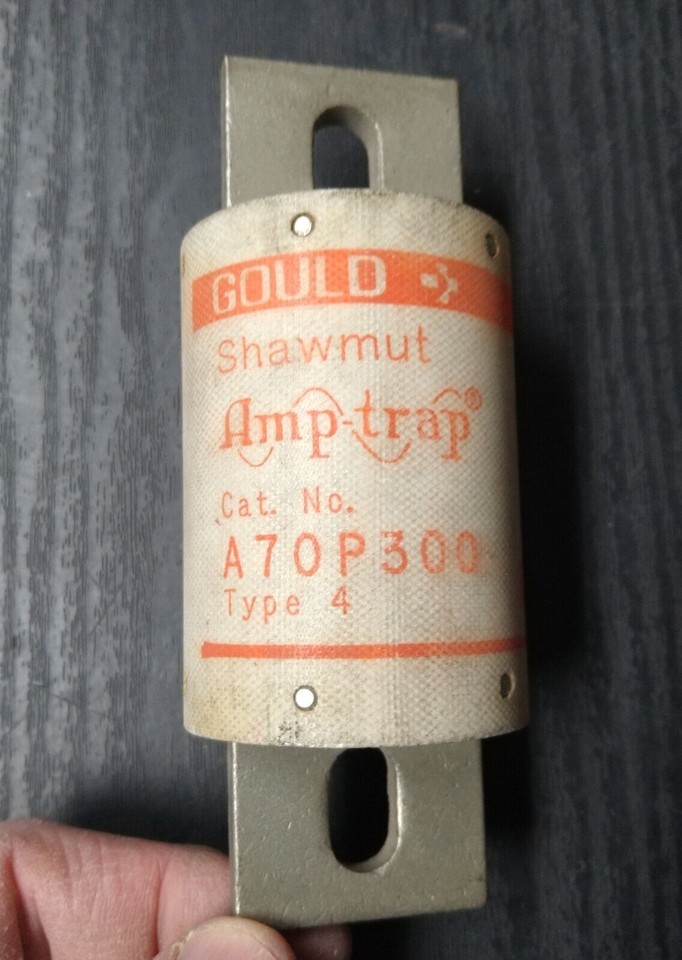 GOULD
Shawmut
Amp-trap®
Cat. No.
A70P300
Type 4